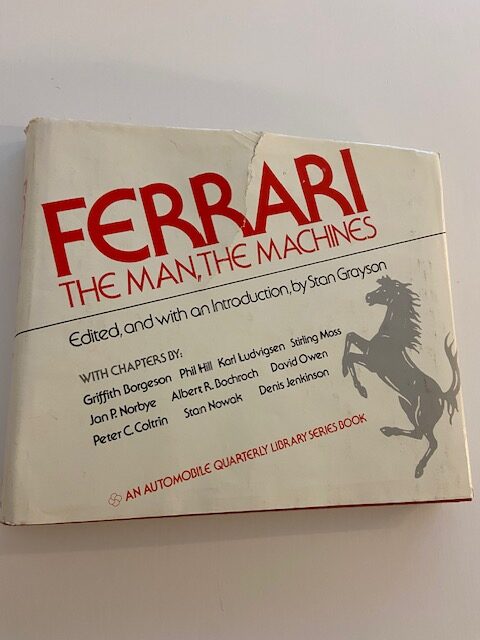 FERRARI
THE MAN, THE MACHINES
Edited, and with an Introduction, by Stan Grayson
WITH CHAPTERS BY:
Griffith Borgeson Phil Hill Karl Ludvigsen Stirling Moss
Jan P. Norbye Albert R. Bochroch David Owen
Peter C. Coltrin Stan Nowak Denis Jenkinson
AN AUTOMOBILE QUARTERLY LIBRARY SERIES BOOK